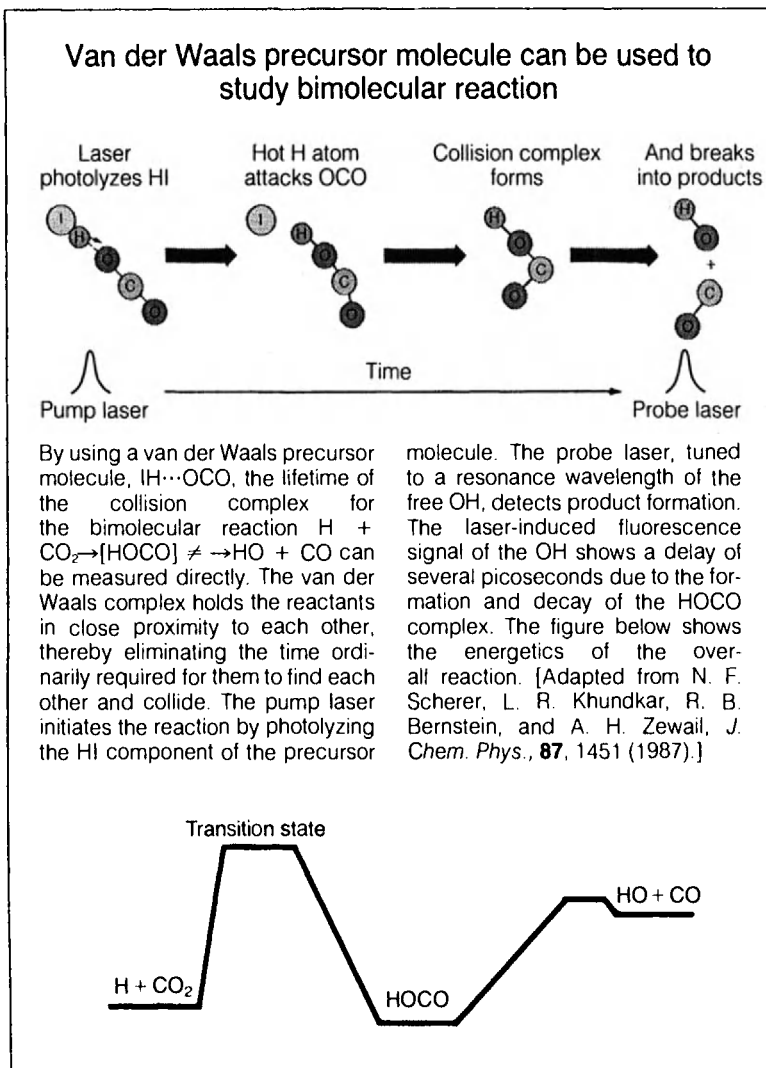 Van der Waals precursor molecule can be used to
study bimolecular reaction
Laser
photolyzes HI
Hot H atom
attacks OCO
Collision complex
forms
And breaks
into products
I
H
O
C
O
I
H
O
C
O
H
O
C
O
H
O
+
C
O
Time
Pump laser
Probe laser
By using a van der Waals precursor
molecule, IH···OCO, the lifetime of
the collision complex for
the bimolecular reaction H +
CO₂→[HOCO] ≠ →HO + CO can
be measured directly. The van der
Waals complex holds the reactants
in close proximity to each other,
thereby eliminating the time ordi-
narily required for them to find each
other and collide. The pump laser
initiates the reaction by photolyzing
the HI component of the precursor
molecule. The probe laser, tuned
to a resonance wavelength of the
free OH, detects product formation.
The laser-induced fluorescence
signal of the OH shows a delay of
several picoseconds due to the for-
mation and decay of the HOCO
complex. The figure below shows
the energetics of the over-
all reaction. [Adapted from N. F.
Scherer, L. R. Khundkar, R. B.
Bernstein, and A. H. Zewail, J.
Chem. Phys., 87, 1451 (1987).]
Transition state
H + CO₂
HOCO
HO + CO